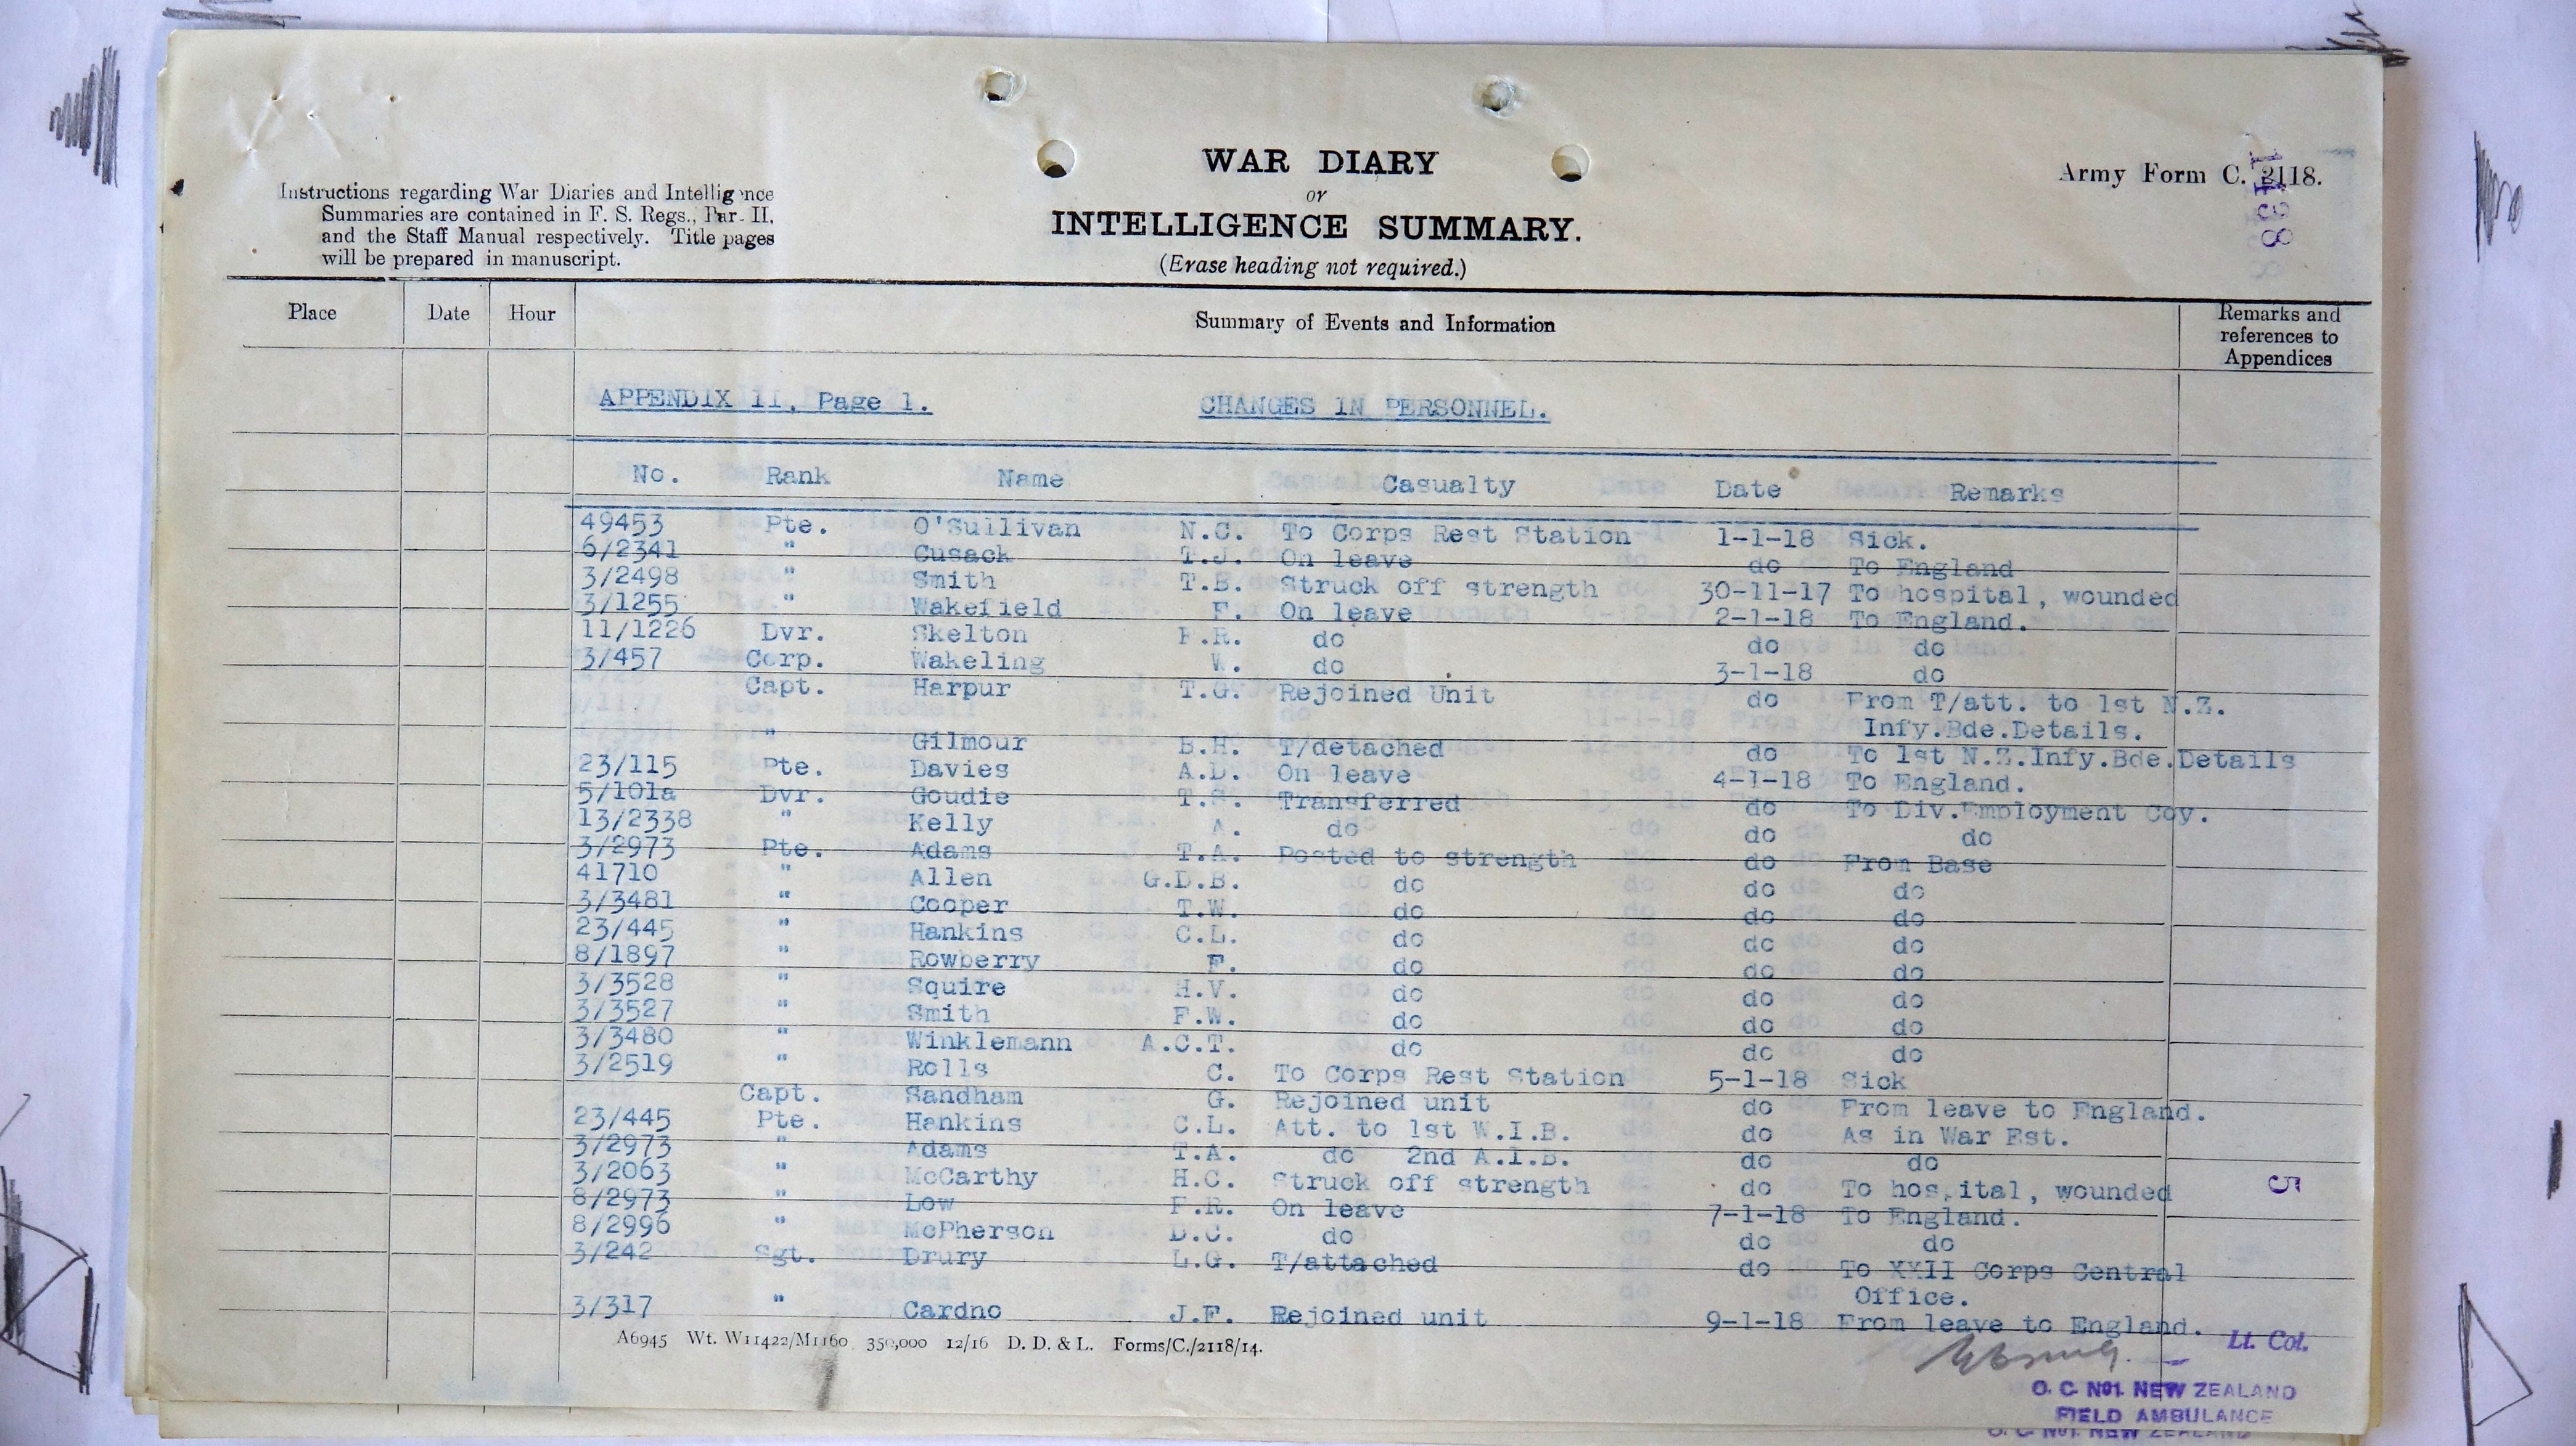 Instructions regarding War Diaries and Intelligence
Summaries are contained in F. S. Regs., Par. II,
and the Staff Manual respectively. Title pages
will be prepared in manuscript.
WAR DIARY
or
INTELLIGENCE SUMMARY.
(Erase heading not required.)
Army Form C. 2118.
Place Date Hour Summary of Events and Information Remarks and
references to
Appendices
APPENDIX 11, Page 1. CHANGES IN PERSONNEL.
No. Rank Name Casualty Date Remarks
49453 Pte. O'Sullivan N.C. To Corps Rest Station 1-1-18 Sick.
6/2341 " Cusack T.J. On leave do To England
3/2498 " Smith T.B. Struck off strength 30-11-17 To hospital, wounded
3/1255 " Wakefield F. On leave 2-1-18 To England.
11/1226 Dvr. Skelton F.R. do do do
3/457 Corp. Wakeling W. do 3-1-18 do
Capt. Harpur T.G. Rejoined Unit do From T/att. to 1st N.Z.
Infy.Bde.Details.
" Gilmour B.H. T/detached do To 1st N.Z.Infy.Bde.Details
23/115 Pte. Davies A.D. On leave 4-1-18 To England.
5/101a Dvr. Goudie T.S. Transferred do To Div.Employment Coy.
13/2338 " Kelly A. do do do
3/2973 Pte. Adams T.A. Posted to strength do From Base
41710 " Allen G.D.B. do do do
3/3481 " Cooper T.W. do do do
23/445 " Hankins C.L. do do do
8/1897 " Rowberry F. do do do
3/3528 " Squire H.V. do do do
3/3527 " Smith F.W. do do do
3/3480 " Winklemann A.C.T. do do do
3/2519 " Rolls C. To Corps Rest Station 5-1-18 Sick
Capt. Sandham G. Rejoined unit do From leave to England.
23/445 Pte. Hankins C.L. Att. to 1st W.I.B. do As in War Est.
3/2973 " Adams T.A. do 2nd A.I.B. do do
3/2063 " McCarthy H.C. Struck off strength do To hospital, wounded
8/2973 " Low F.R. On leave 7-1-18 To England.
8/2996 " McPherson D.C. do do do
3/242 Sgt. Drury L.G. T/attached do To XXII Corps Central
Office.
3/317 " Cardno J.F. Rejoined unit 9-1-18 From leave to England.
5
A6945 Wt. W11422/M1160 350,000 12/16 D. D. & L. Forms/C./2118/14.
Lt. Col.
O. C. No1. NEW ZEALAND
FIELD AMBULANCE
O. C. No1. NEW ZEALAND